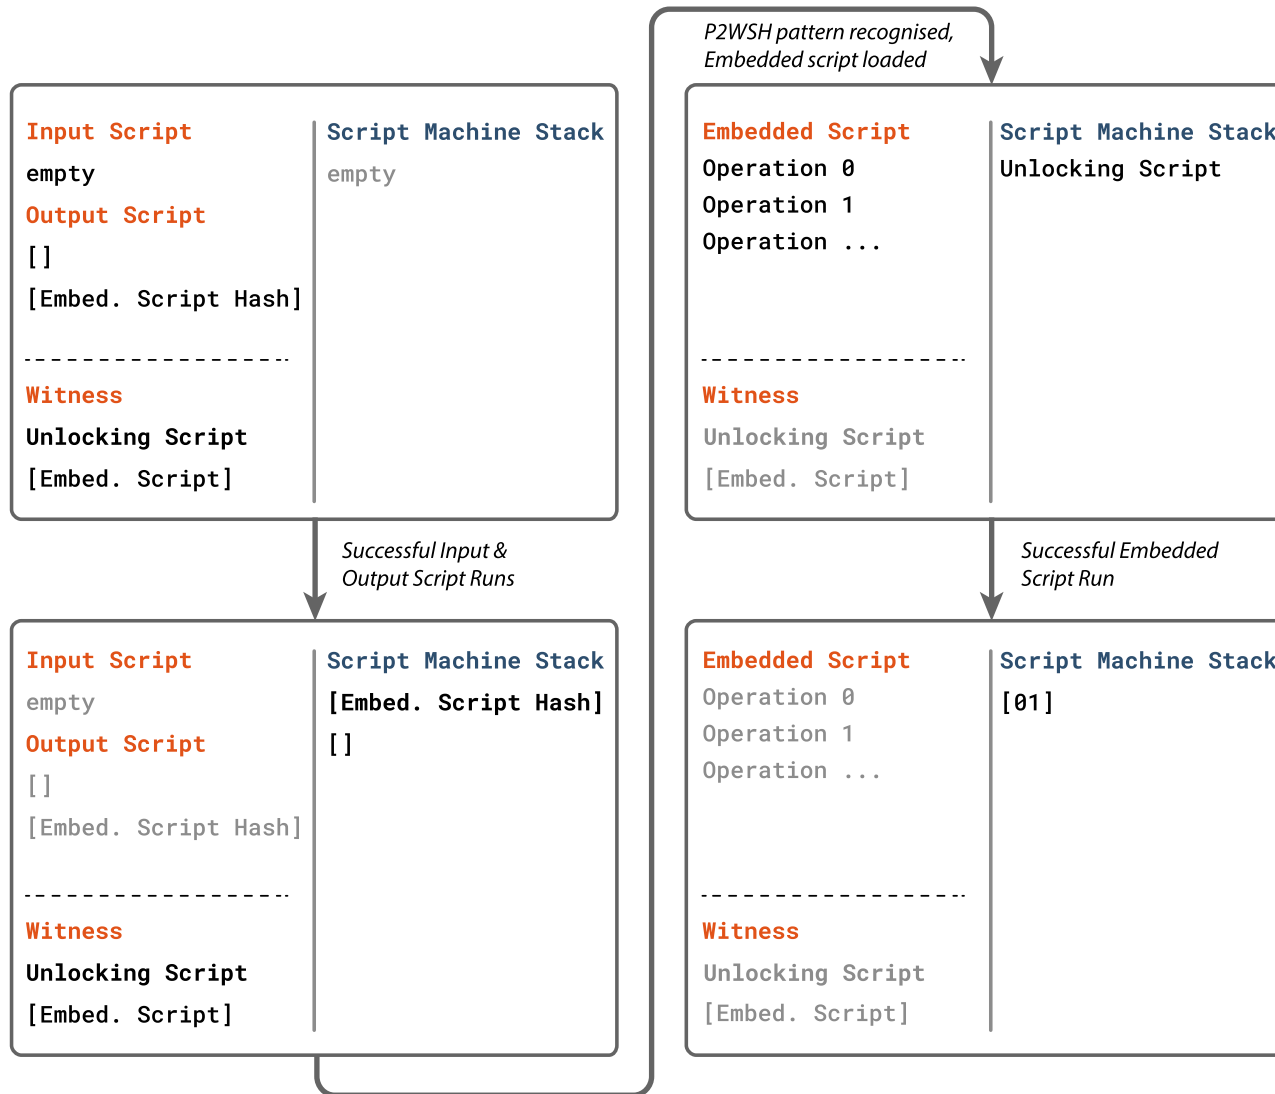 Input Script
empty
Output Script
[]
[Embed. Script Hash]
Witness
Unlocking Script
[Embed. Script]
Script Machine Stack
empty
Successful Input &
Output Script Runs
Input Script
empty
Output Script
[]
[Embed. Script Hash]
Witness
Unlocking Script
[Embed. Script]
Script Machine Stack
[Embed. Script Hash]
[]
P2WSH pattern recognised,
Embedded script loaded
Embedded Script
Operation 0
Operation 1
Operation ...
Witness
Unlocking Script
[Embed. Script]
Script Machine Stack
Unlocking Script
Successful Embedded
Script Run
Embedded Script
Operation 0
Operation 1
Operation ...
Witness
Unlocking Script
[Embed. Script]
Script Machine Stack
[01]